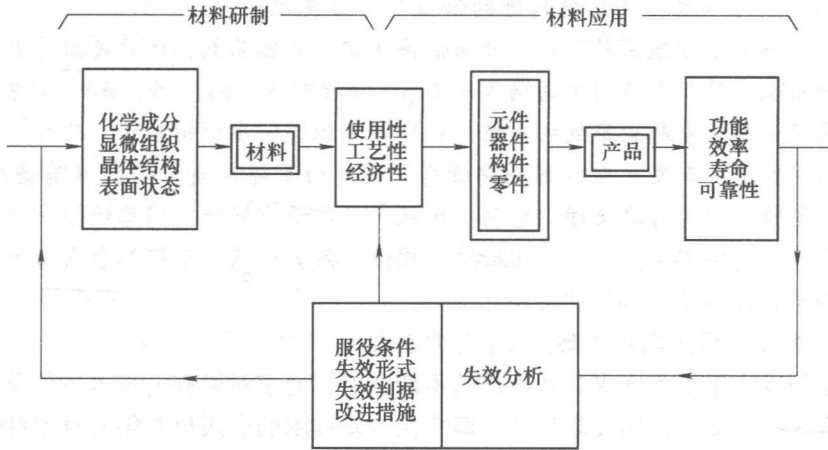 材料研制
材料应用
化学成分
显微组织
晶体结构
表面状态
材料
使用性
工艺性
经济性
元件
器件
构件
零件
产品
功能
效率
寿命
可靠性
服役条件
失效形式
失效判据
改进措施
失效分析